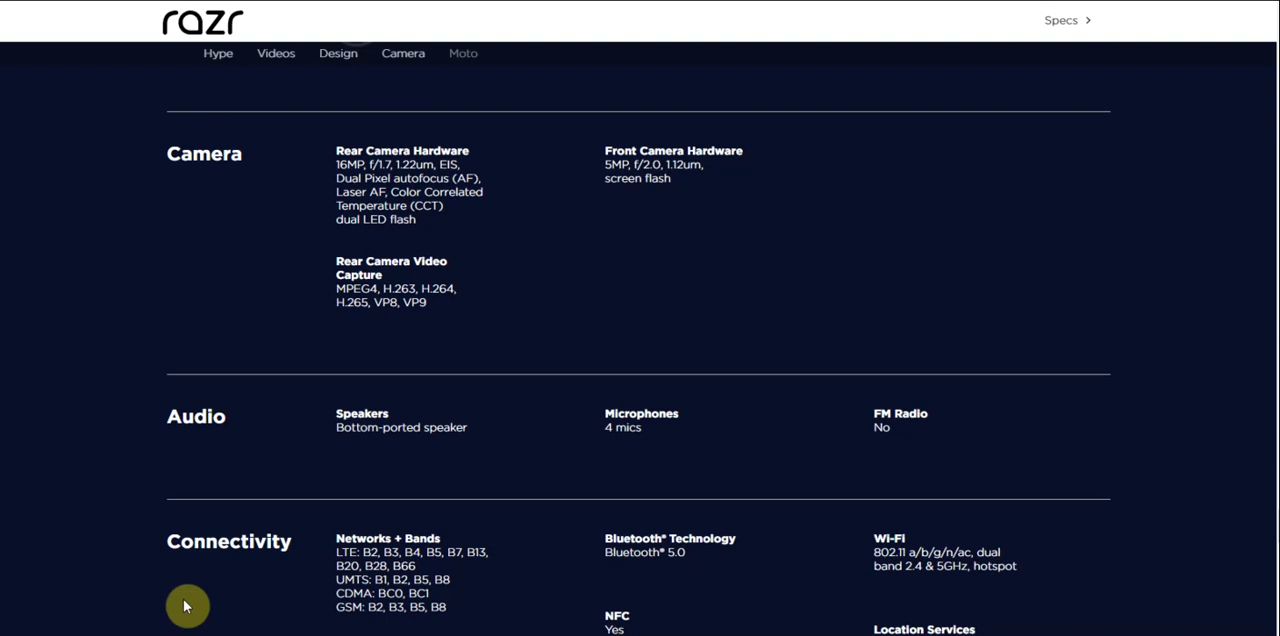 razr
Specs >
Hype Videos Design Camera Moto
Camera
Rear Camera Hardware
16MP, f/1.7, 1.22um, EIS,
Dual Pixel autofocus (AF),
Laser AF, Color Correlated
Temperature (CCT)
dual LED flash
Front Camera Hardware
5MP, f/2.0, 1.12um,
screen flash
Rear Camera Video
Capture
MPEG4, H.263, H.264,
H.265, VP8, VP9
Audio
Speakers
Bottom-ported speaker
Microphones
4 mics
FM Radio
No
Connectivity
Networks + Bands
LTE: B2, B3, B4, B5, B7, B13,
B20, B28, B66
UMTS: B1, B2, B5, B8
CDMA: BC0, BC1
GSM: B2, B3, B5, B8
Bluetooth® Technology
Bluetooth® 5.0
Wi-Fi
802.11 a/b/g/n/ac, dual
band 2.4 & 5GHz, hotspot
NFC
Yes
Location Services